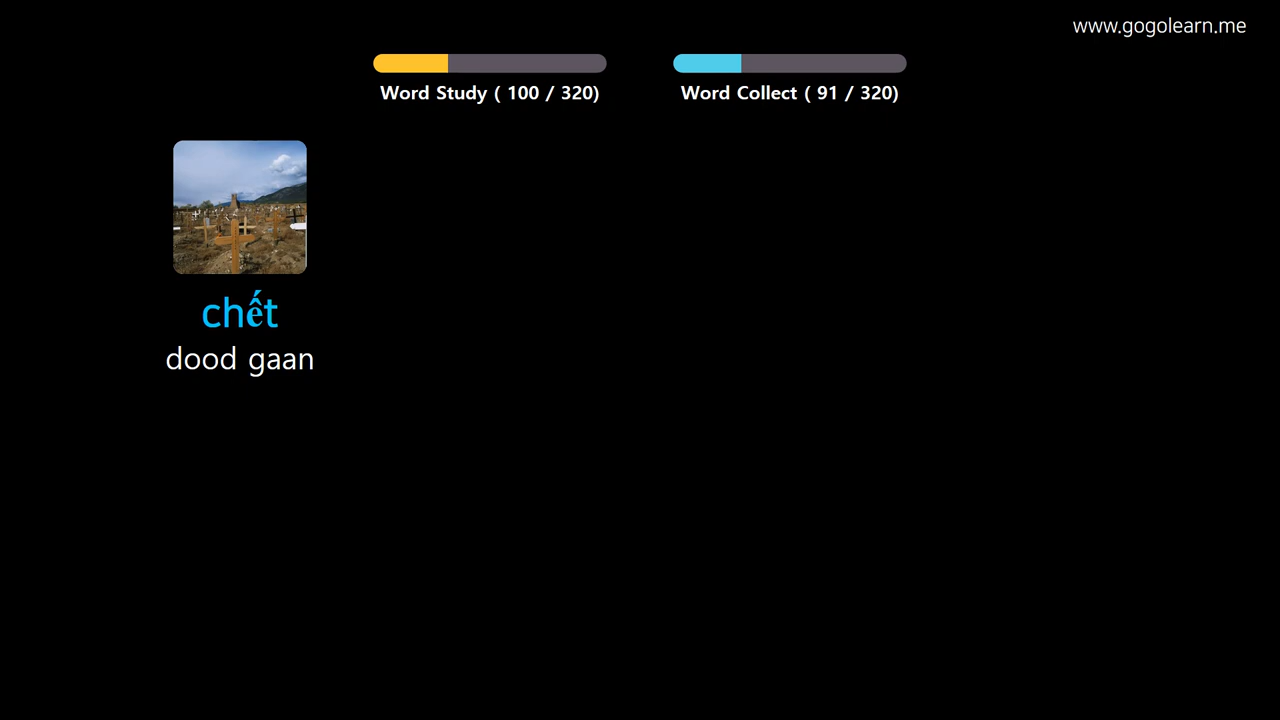 www.gogolearn.me
Word Study ( 100 / 320)
Word Collect ( 91 / 320)
chết
dood gaan